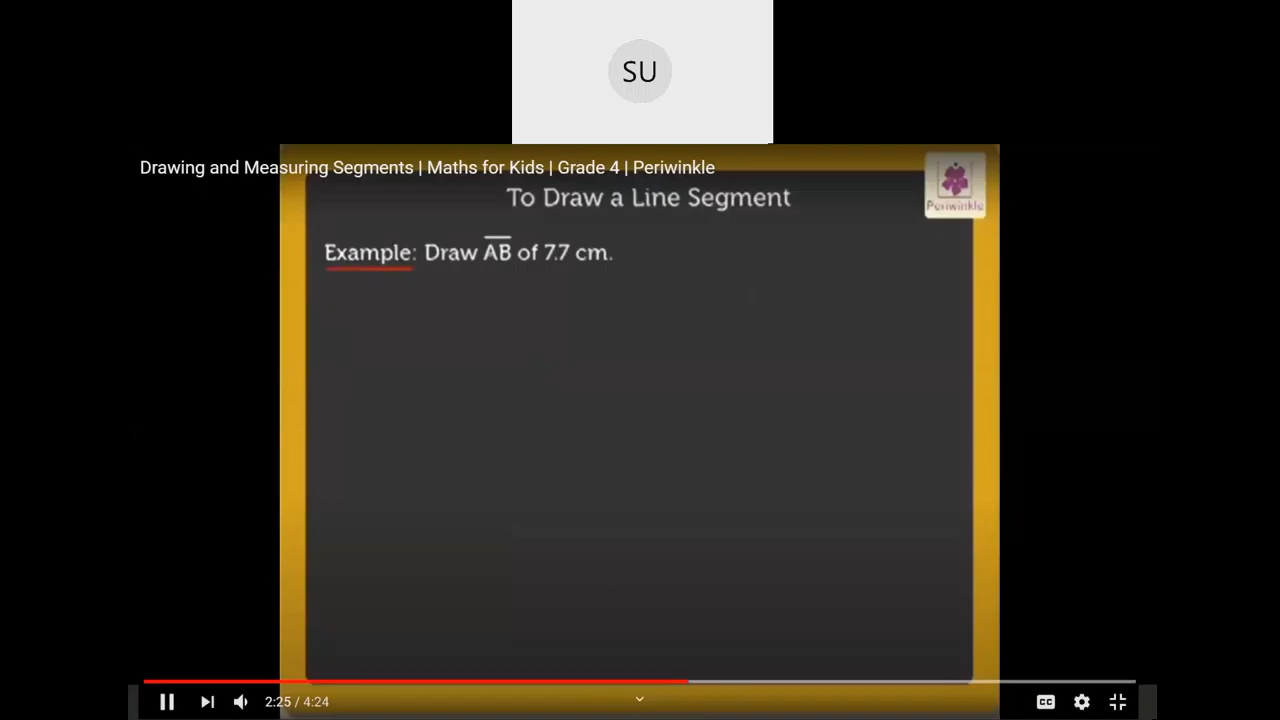 SU
Drawing and Measuring Segments | Maths for Kids | Grade 4 | Periwinkle
Periwinkle
To Draw a Line Segment
Example: Draw A̅B̅ of 7.7 cm.
2:25 / 4:24
CC